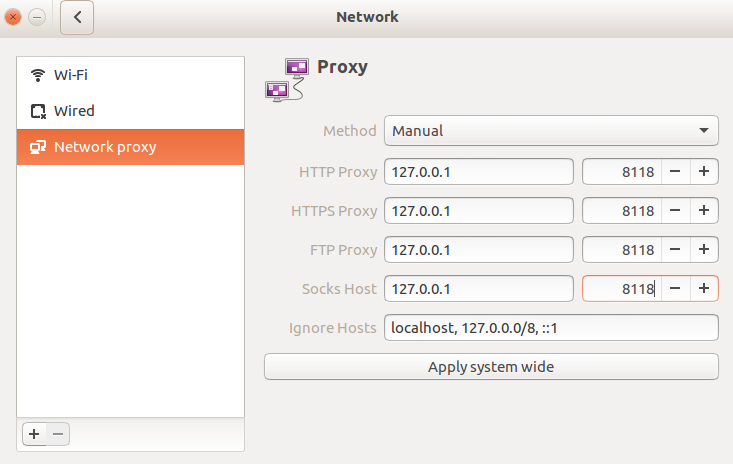 Network
Wi-Fi
Wired
Network proxy
Proxy
Method Manual
HTTP Proxy 127.0.0.1 8118 − +
HTTPS Proxy 127.0.0.1 8118 − +
FTP Proxy 127.0.0.1 8118 − +
Socks Host 127.0.0.1 8118 − +
Ignore Hosts localhost, 127.0.0.0/8, ::1
Apply system wide
+ −